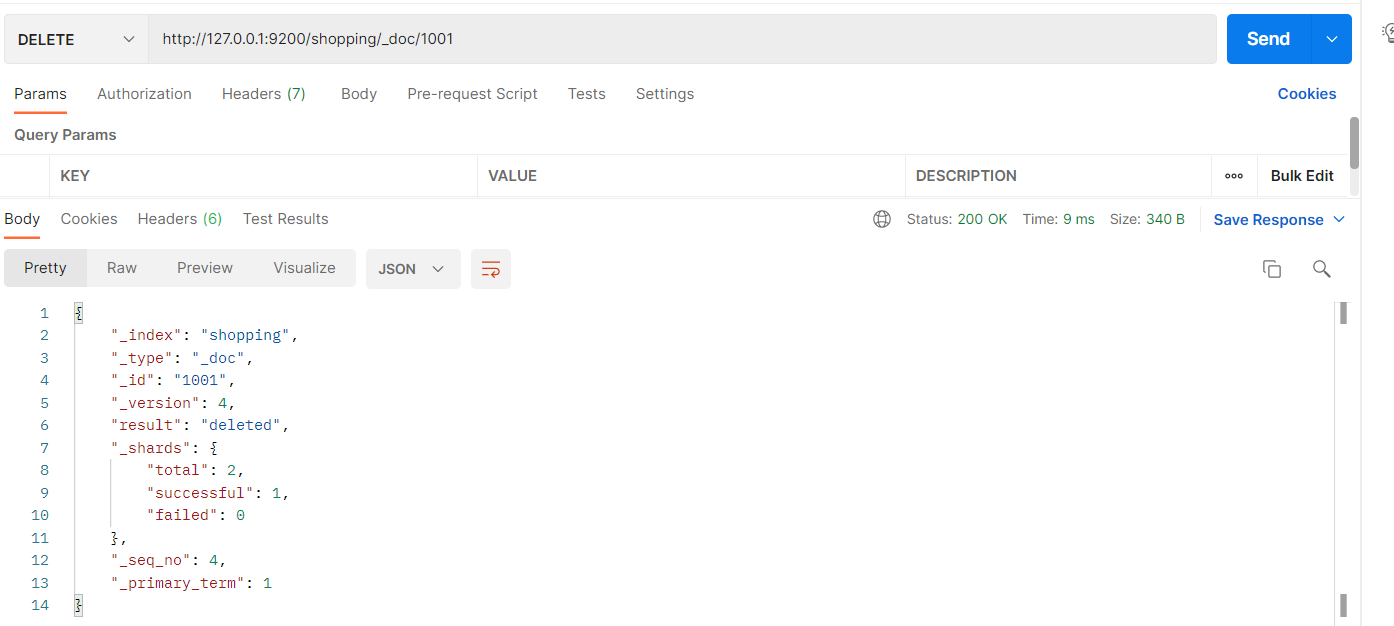 DELETE http://127.0.0.1:9200/shopping/_doc/1001 Send
Params Authorization Headers (7) Body Pre-request Script Tests Settings Cookies
Query Params
KEY VALUE DESCRIPTION ooo Bulk Edit
Body Cookies Headers (6) Test Results Status: 200 OK Time: 9 ms Size: 340 B Save Response
Pretty Raw Preview Visualize JSON
1 {
2 "_index": "shopping",
3 "_type": "_doc",
4 "_id": "1001",
5 "_version": 4,
6 "result": "deleted",
7 "_shards": {
8 "total": 2,
9 "successful": 1,
10 "failed": 0
11 },
12 "_seq_no": 4,
13 "_primary_term": 1
14 }